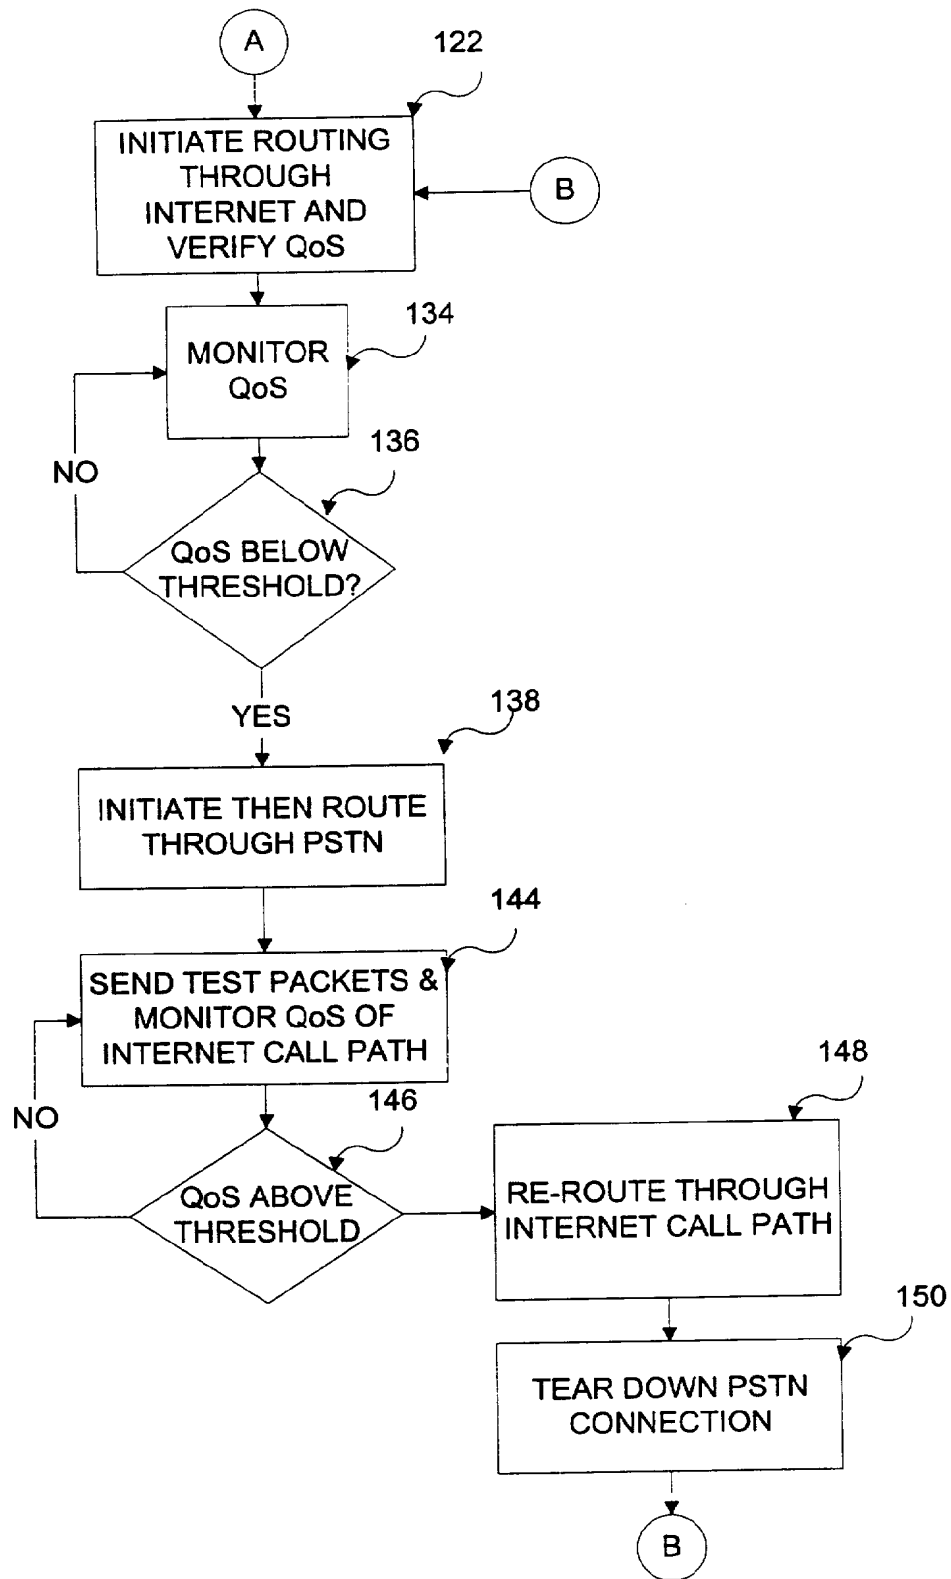 A
122
INITIATE ROUTING
THROUGH
INTERNET AND
VERIFY QoS
B
134
MONITOR
QoS
136
NO
QoS BELOW
THRESHOLD?
YES
138
INITIATE THEN ROUTE
THROUGH PSTN
144
SEND TEST PACKETS &
MONITOR QoS OF
INTERNET CALL PATH
146
NO
QoS ABOVE
THRESHOLD
148
RE-ROUTE THROUGH
INTERNET CALL PATH
150
TEAR DOWN PSTN
CONNECTION
B